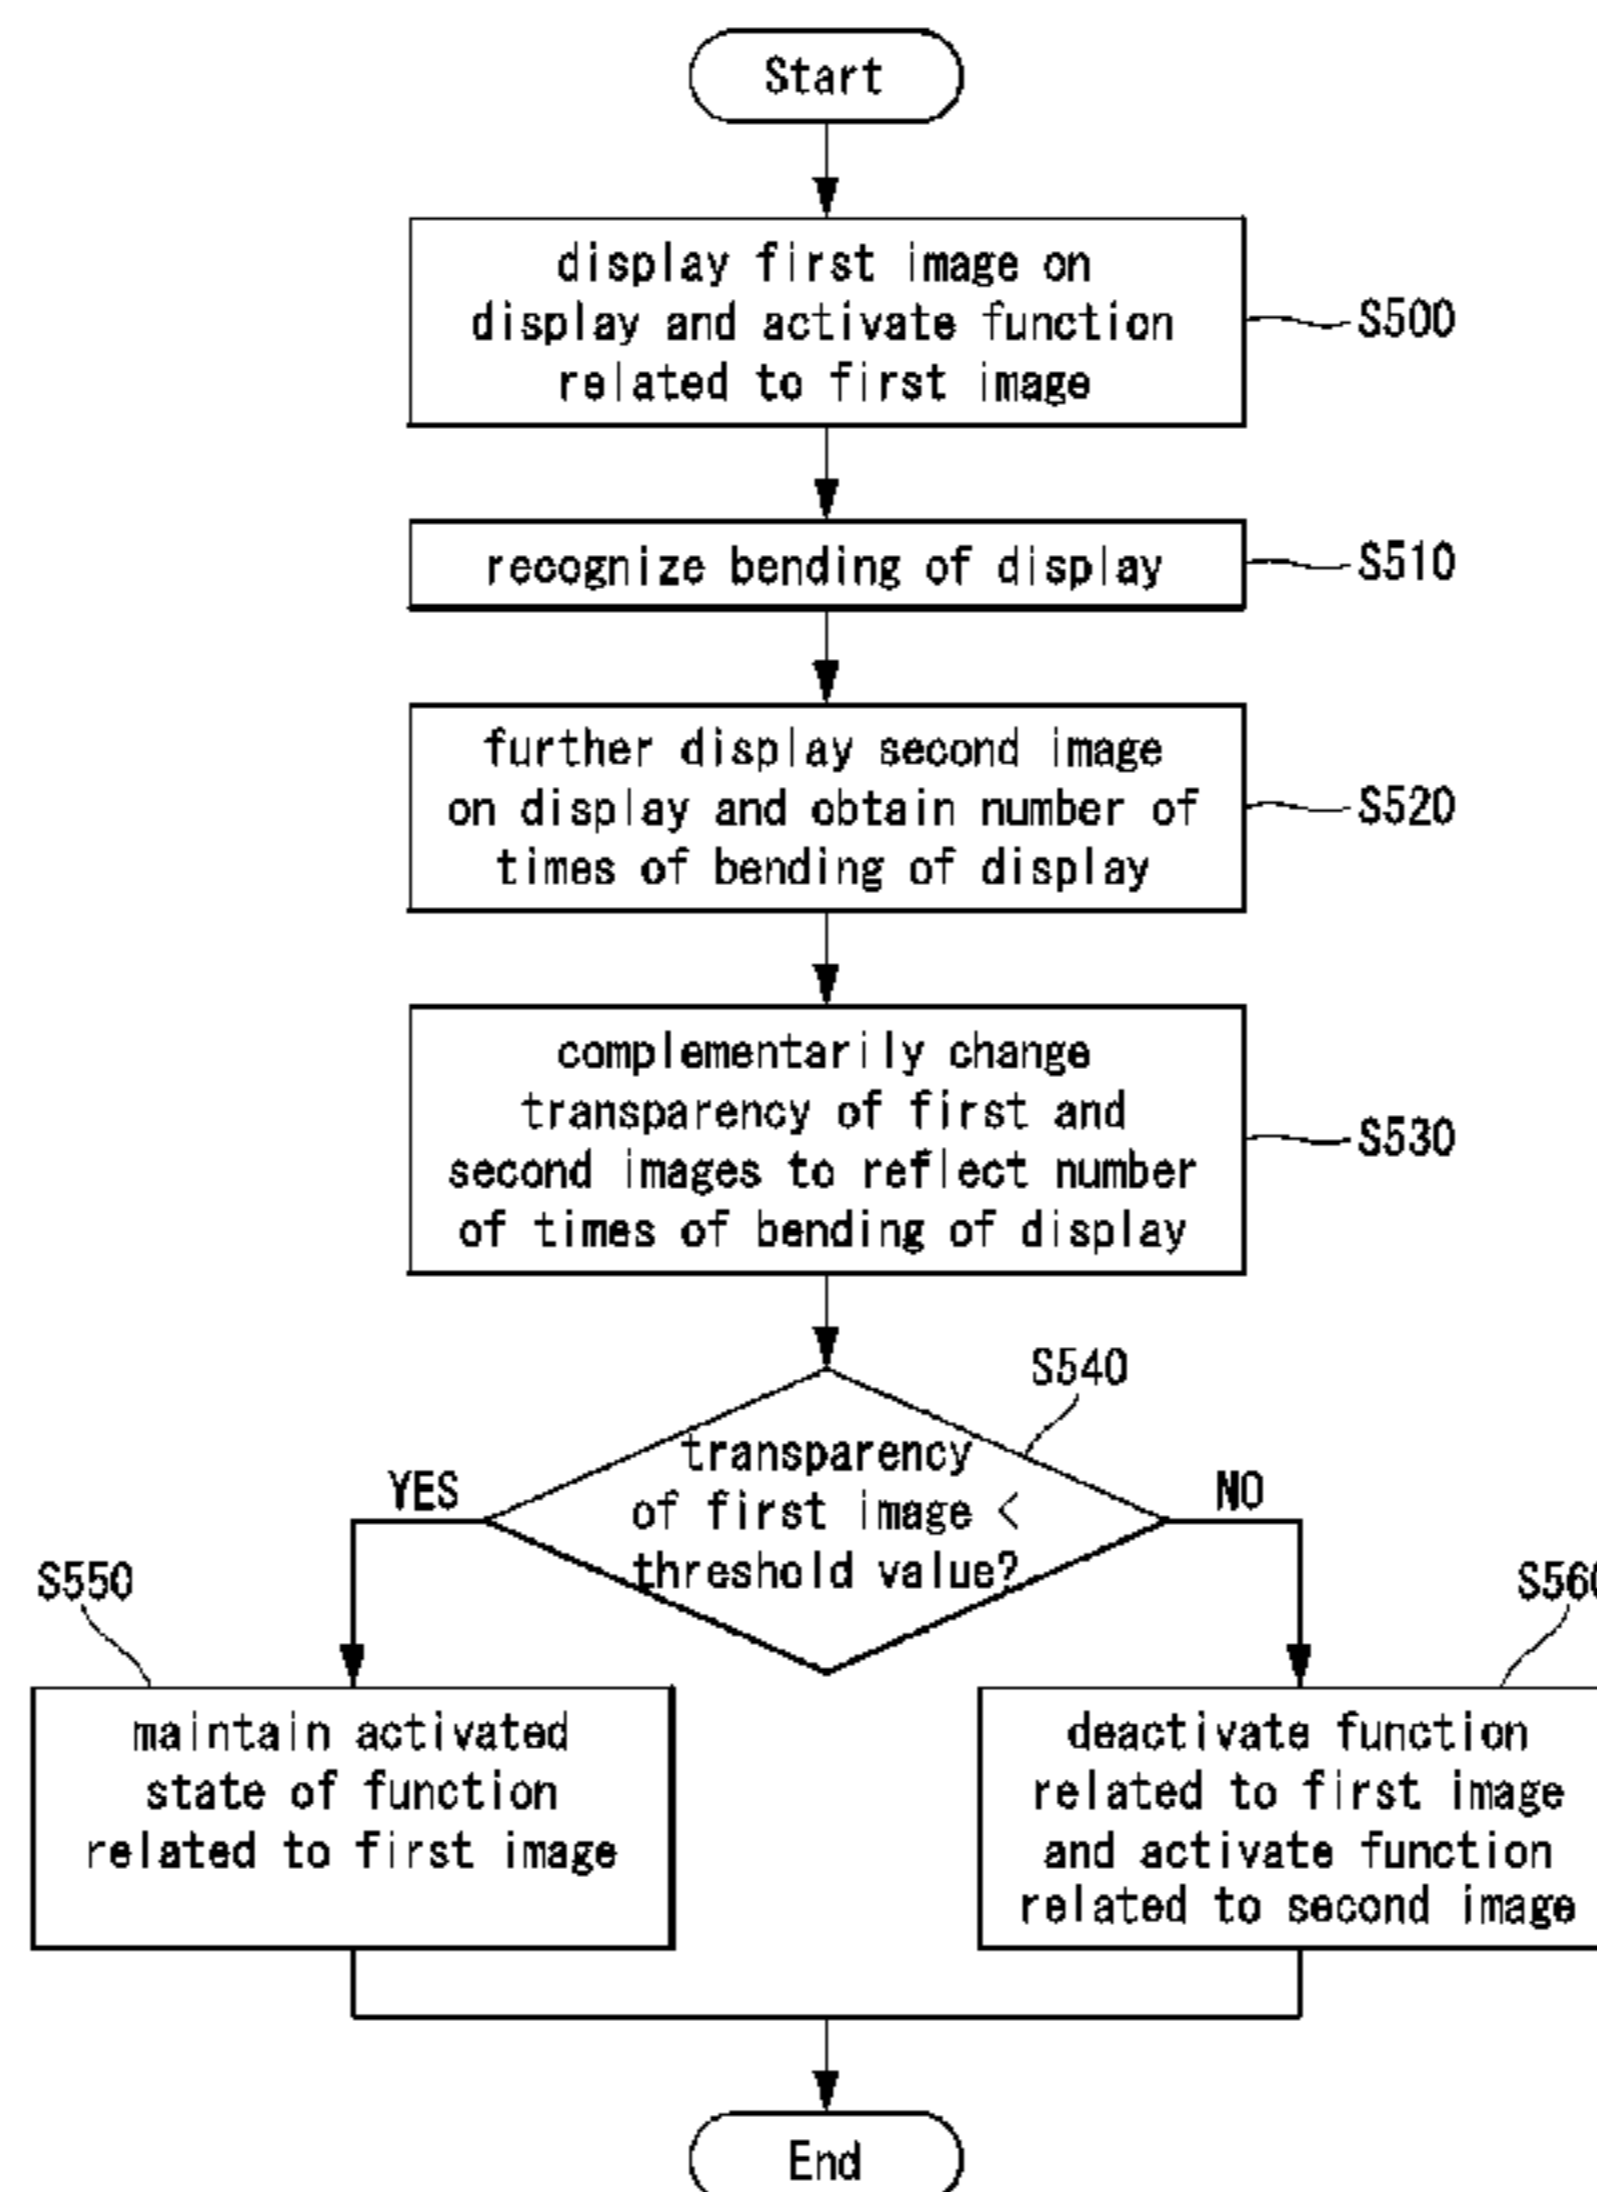 Start
display first image on
display and activate function
related to first image
S500
recognize bending of display
S510
further display second image
on display and obtain number of
times of bending of display
S520
complementarily change
transparency of first and
second images to reflect number
of times of bending of display
S530
S540
transparency
of first image <
threshold value?
YES
NO
S550
maintain activated
state of function
related to first image
S560
deactivate function
related to first image
and activate function
related to second image
End